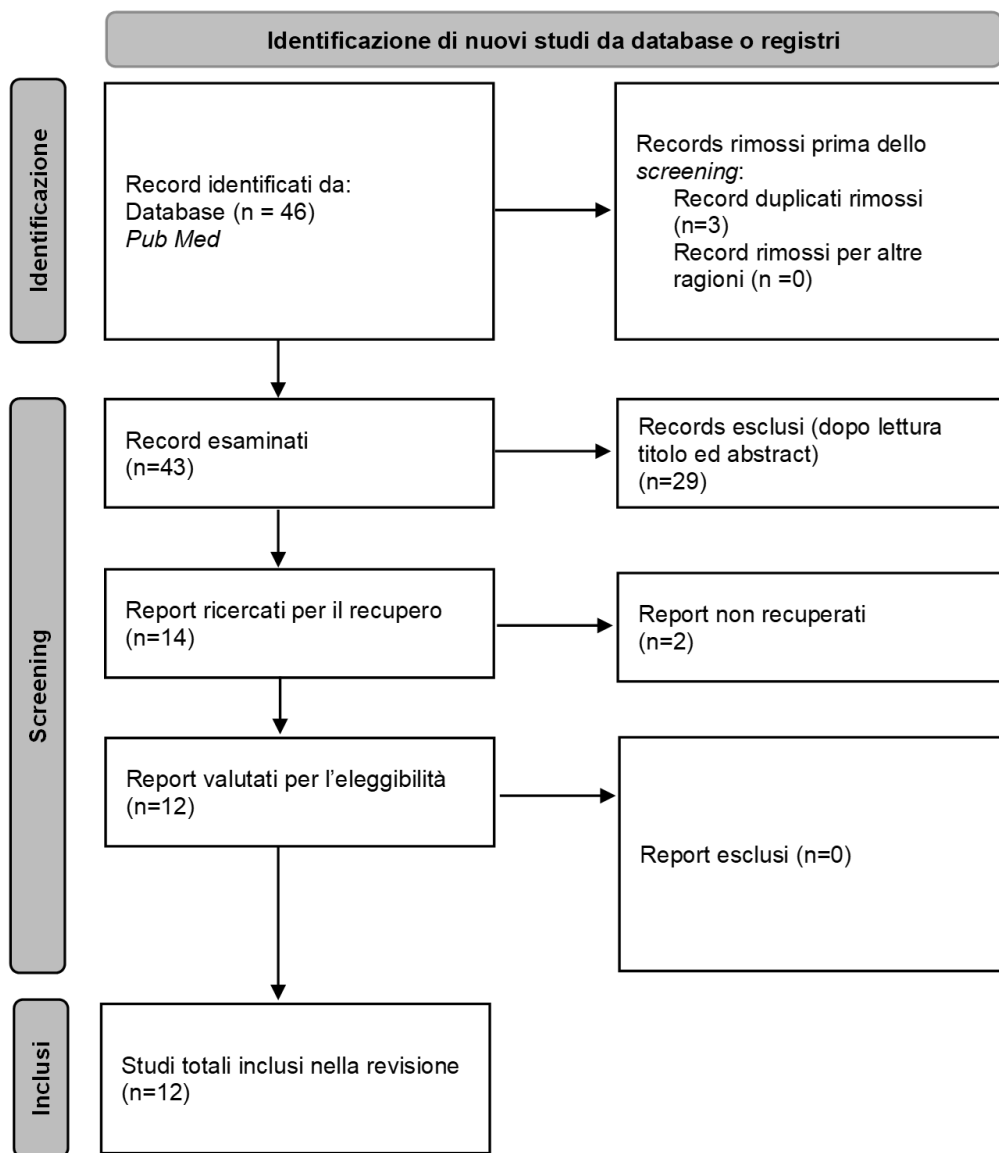 Identificazione di nuovi studi da database o registri
Identificazione
Record identificati da:
Database (n = 46)
Pub Med
Records rimossi prima dello
screening:
Record duplicati rimossi
(n=3)
Record rimossi per altre
ragioni (n =0)
Screening
Record esaminati
(n=43)
Records esclusi (dopo lettura
titolo ed abstract)
(n=29)
Report ricercati per il recupero
(n=14)
Report non recuperati
(n=2)
Report valutati per l’eleggibilità
(n=12)
Report esclusi (n=0)
Inclusi
Studi totali inclusi nella revisione
(n=12)